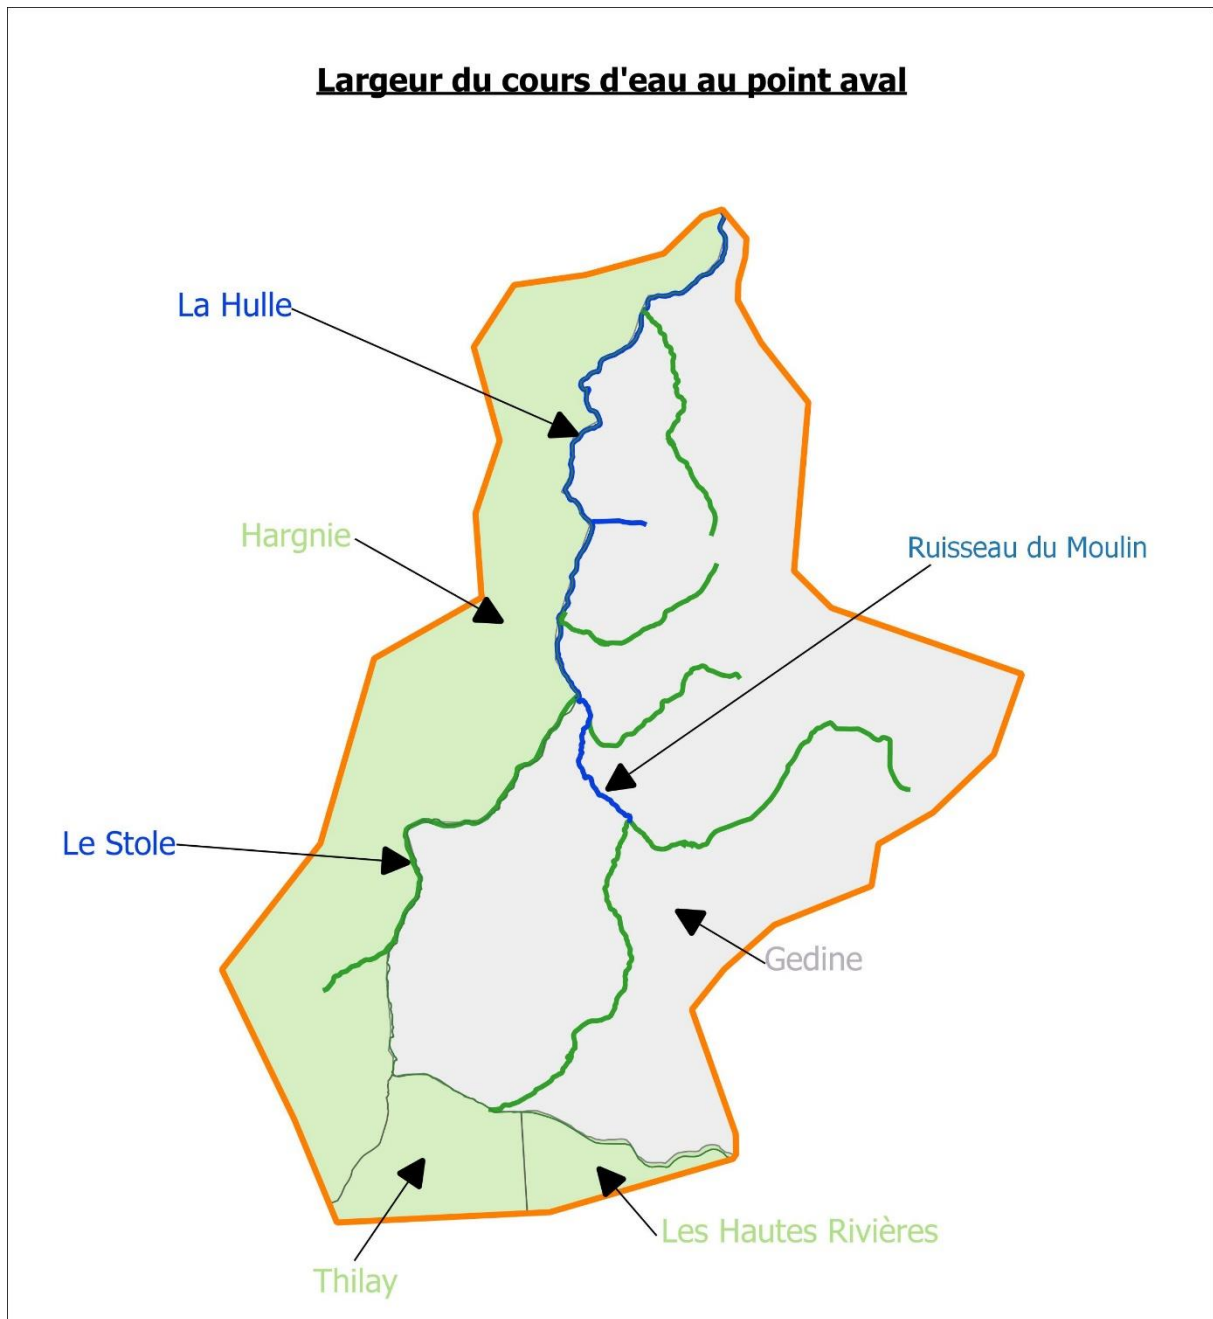 Largeur du cours d'eau au point aval
La Hulle
Hargnie
Ruisseau du Moulin
Le Stole
Gedine
Les Hautes Rivières
Thilay